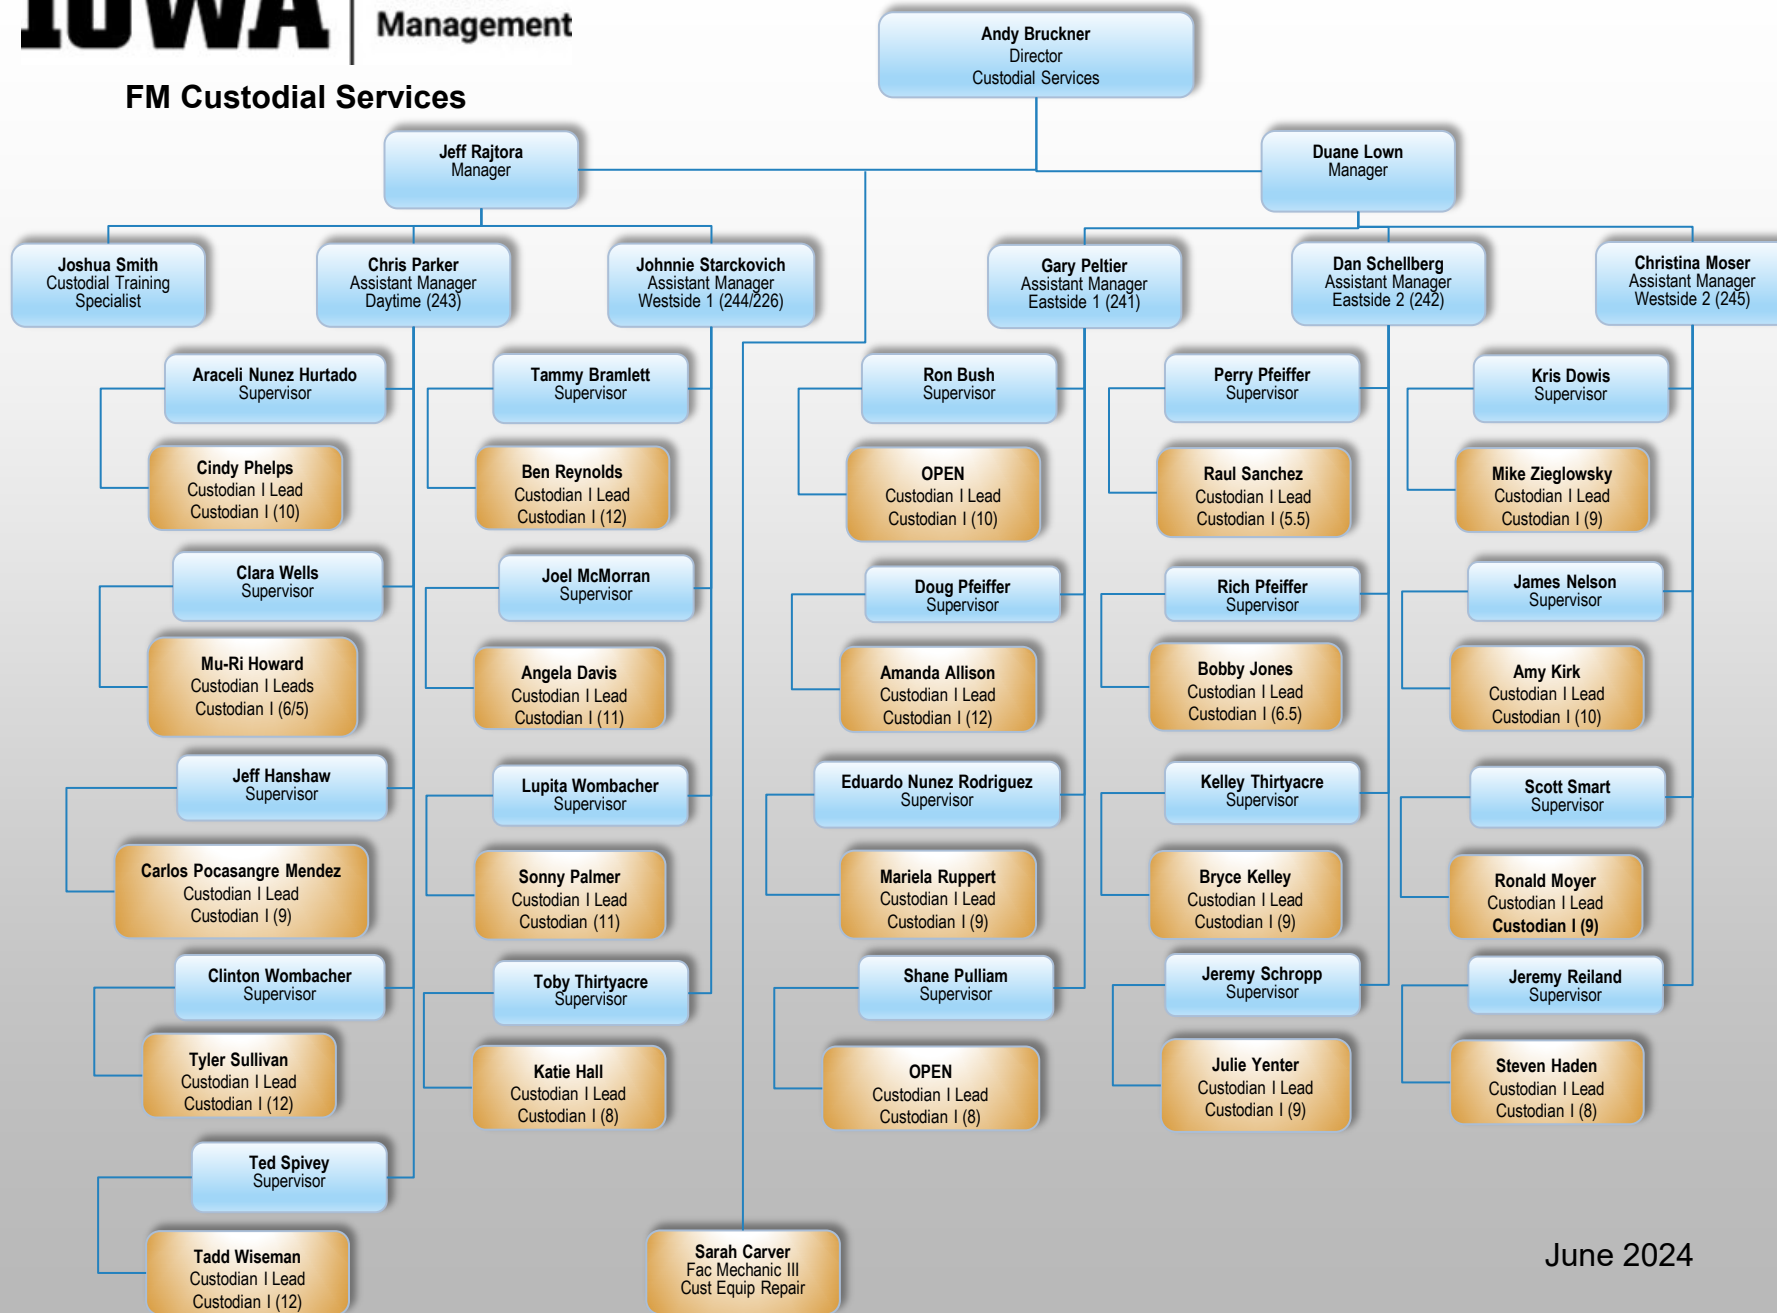 IOWA
Management
FM Custodial Services
Andy Bruckner
Director
Custodial Services
Jeff Rajtora
Manager
Duane Lown
Manager
Joshua Smith
Custodial Training
Specialist
Chris Parker
Assistant Manager
Daytime (243)
Johnnie Starckovich
Assistant Manager
Westside 1 (244/226)
Gary Peltier
Assistant Manager
Eastside 1 (241)
Dan Schellberg
Assistant Manager
Eastside 2 (242)
Christina Moser
Assistant Manager
Westside 2 (245)
Araceli Nunez Hurtado
Supervisor
Cindy Phelps
Custodian I Lead
Custodian I (10)
Clara Wells
Supervisor
Mu-Ri Howard
Custodian I Leads
Custodian I (6/5)
Jeff Hanshaw
Supervisor
Carlos Pocasangre Mendez
Custodian I Lead
Custodian I (9)
Clinton Wombacher
Supervisor
Tyler Sullivan
Custodian I Lead
Custodian I (12)
Ted Spivey
Supervisor
Tadd Wiseman
Custodian I Lead
Custodian I (12)
Tammy Bramlett
Supervisor
Ben Reynolds
Custodian I Lead
Custodian I (12)
Joel McMorran
Supervisor
Angela Davis
Custodian I Lead
Custodian I (11)
Lupita Wombacher
Supervisor
Sonny Palmer
Custodian I Lead
Custodian (11)
Toby Thirtyacre
Supervisor
Katie Hall
Custodian I Lead
Custodian I (8)
Sarah Carver
Fac Mechanic III
Cust Equip Repair
Ron Bush
Supervisor
OPEN
Custodian I Lead
Custodian I (10)
Doug Pfeiffer
Supervisor
Amanda Allison
Custodian I Lead
Custodian I (12)
Eduardo Nunez Rodriguez
Supervisor
Mariela Ruppert
Custodian I Lead
Custodian I (9)
Shane Pulliam
Supervisor
OPEN
Custodian I Lead
Custodian I (8)
Perry Pfeiffer
Supervisor
Raul Sanchez
Custodian I Lead
Custodian I (5.5)
Rich Pfeiffer
Supervisor
Bobby Jones
Custodian I Lead
Custodian I (6.5)
Kelley Thirtyacre
Supervisor
Bryce Kelley
Custodian I Lead
Custodian I (9)
Jeremy Schropp
Supervisor
Julie Yenter
Custodian I Lead
Custodian I (9)
Kris Dowis
Supervisor
Mike Zieglowsky
Custodian I Lead
Custodian I (9)
James Nelson
Supervisor
Amy Kirk
Custodian I Lead
Custodian I (10)
Scott Smart
Supervisor
Ronald Moyer
Custodian I Lead
Custodian I (9)
Jeremy Reiland
Supervisor
Steven Haden
Custodian I Lead
Custodian I (8)
June 2024